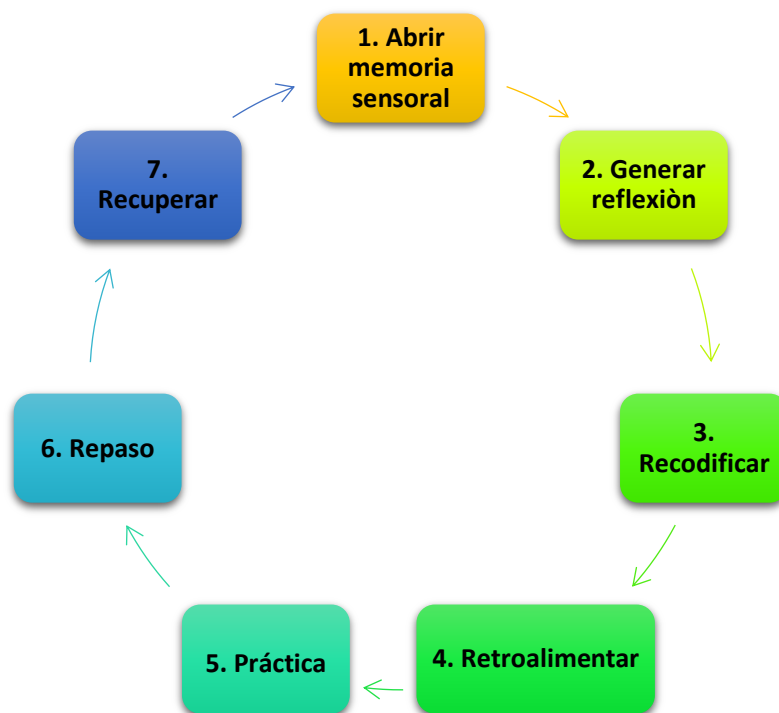 1. Abrir
memoria
sensoral
2. Generar
reflexiòn
3.
Recodificar
4. Retroalimentar
5. Práctica
6. Repaso
7.
Recuperar